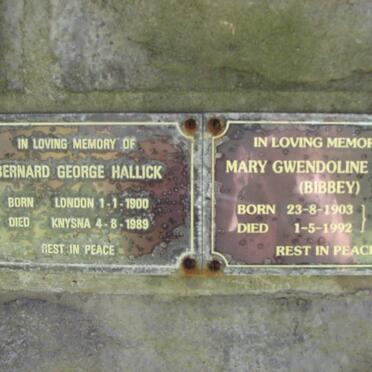 IN LOVING MEMORY OF
BERNARD GEORGE HALLICK
BORN LONDON 1-1-1900
DIED KNYSNA 4-8-1989
REST IN PEACE
IN LOVING MEMOR
MARY GWENDOLINE
(BIBBEY)
BORN 23-8-1903
DIED 1-5-1992
REST IN PEACE